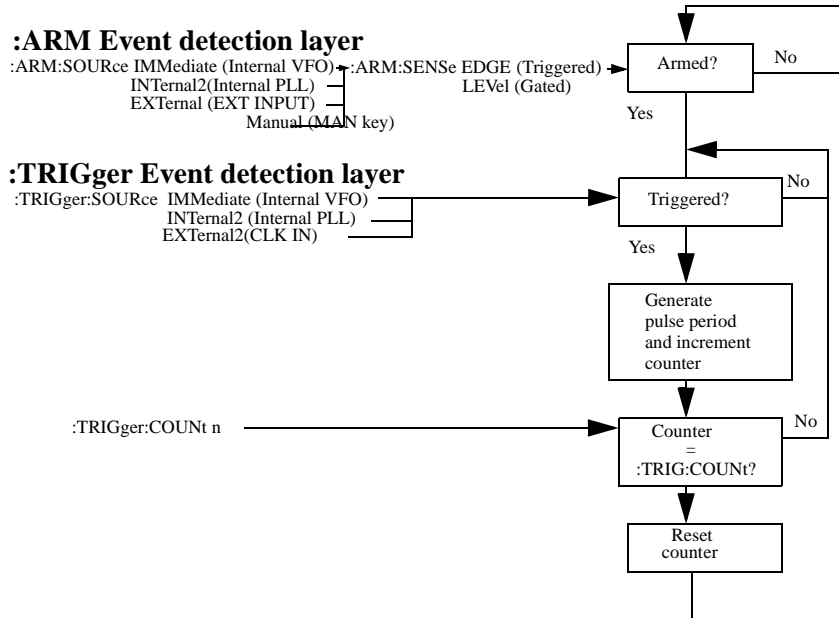 :ARM Event detection layer
:ARM:SOURce IMMediate (Internal VFO) :ARM:SENSe EDGE (Triggered)
INTernal2(Internal PLL) LEVel (Gated)
EXTernal (EXT INPUT)
Manual (MAN key)
Armed?
No
Yes
:TRIGger Event detection layer
:TRIGger:SOURce IMMediate (Internal VFO)
INTernal2 (Internal PLL)
EXTernal2(CLK IN)
Triggered?
No
Yes
Generate
pulse period
and increment
counter
:TRIGger:COUNt n
Counter
=
:TRIG:COUNt?
No
Reset
counter